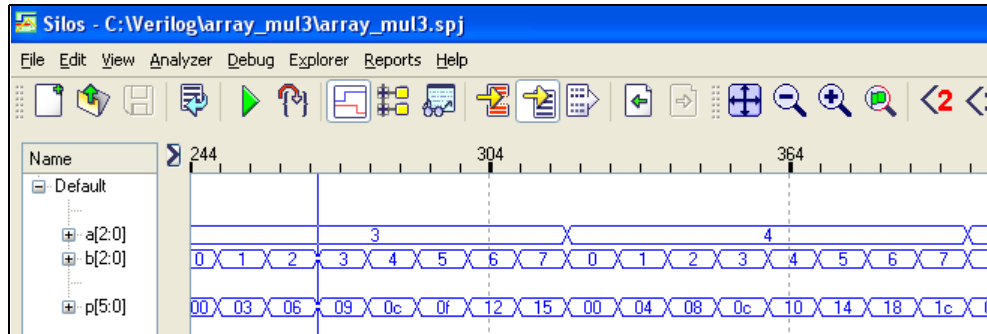 Silos - C:\Verilog\array_mul3\array_mul3.spj
File Edit View Analyzer Debug Explorer Reports Help
<2
Name 244 304 364
Default
a[2:0] 3 4
b[2:0] 0 1 2 3 4 5 6 7 0 1 2 3 4 5 6 7
p[5:0] 00 03 06 09 0c 0f 12 15 00 04 08 0c 10 14 18 1c